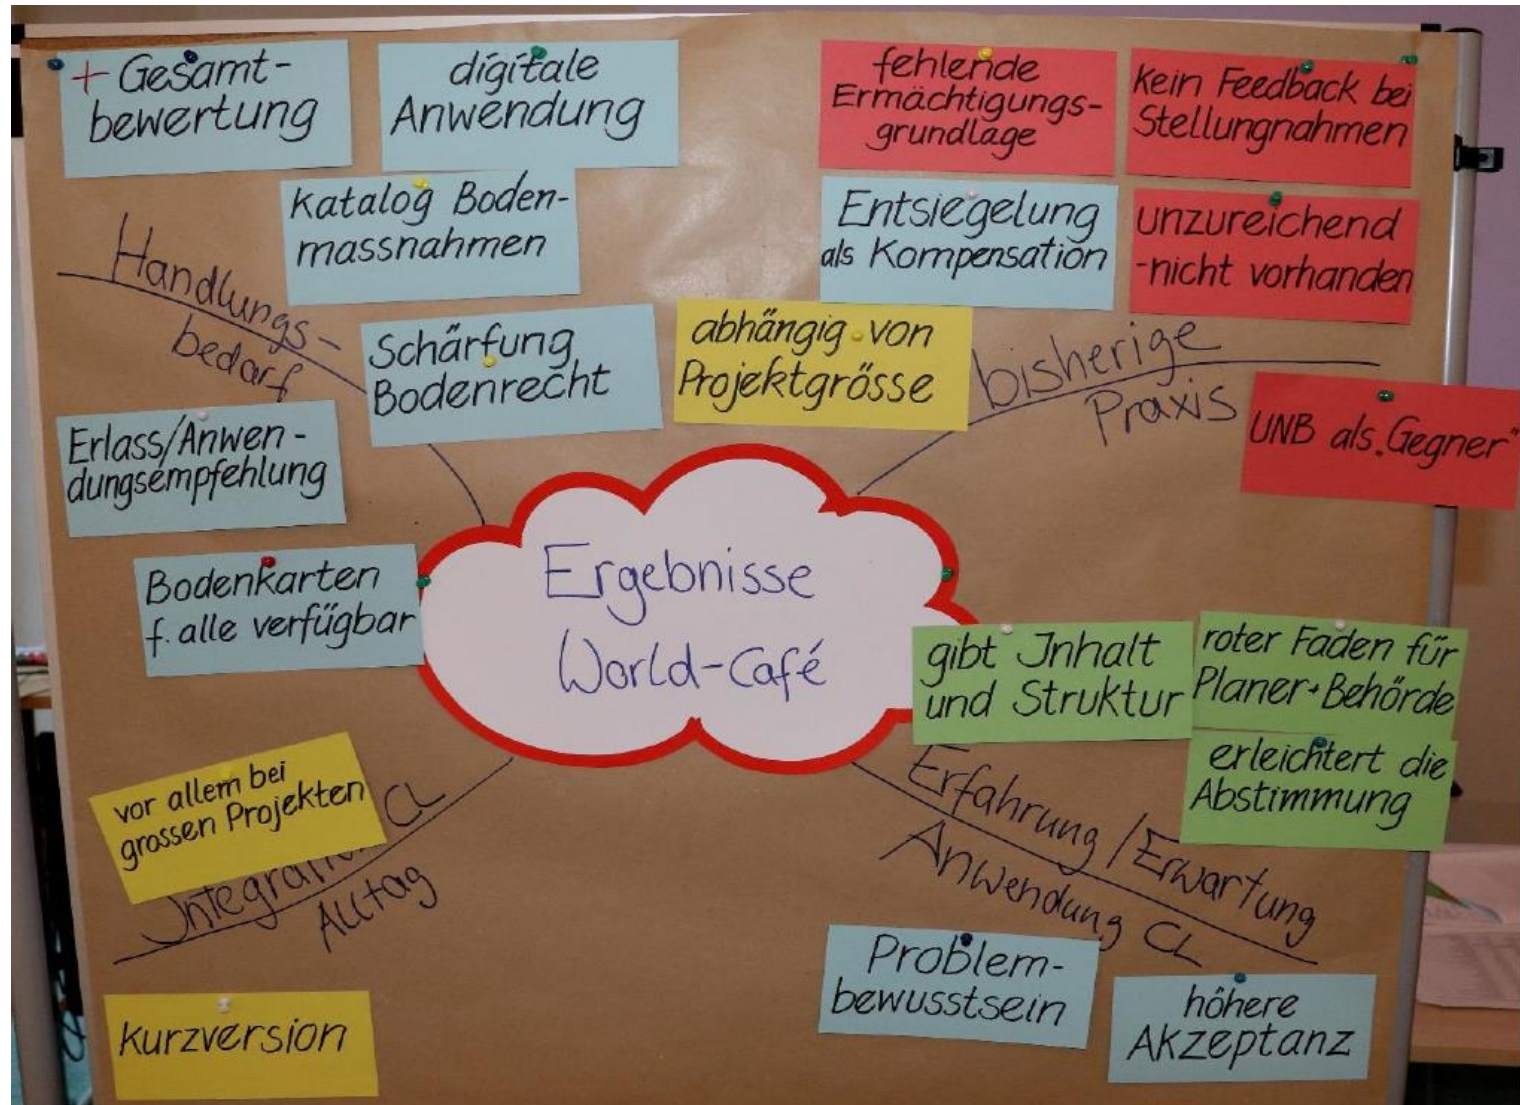 + Gesamt-
bewertung
digitale
Anwendung
Katalog Boden-
massnahmen
Handlungs-
bedarf
Schärfung
Bodenrecht
Erlass/Anwen-
dungsempfehlung
Bodenkarten
f. alle verfügbar
fehlende
Ermächtigungs-
grundlage
Kein Feedback bei
Stellungnahmen
Entsiegelung
als Kompensation
unzureichend
-nicht vorhanden
abhängig von
Projektgrösse
bisherige
Praxis
UNB als „Gegner"
Ergebnisse
World-Café
gibt Inhalt
und Struktur
roter Faden für
Planer+Behörde
erleichtert die
Abstimmung
Erfahrung/Erwartung
Anwendung CL
Problem-
bewusstsein
höhere
Akzeptanz
vor allem bei
grossen Projekten
Integration CL
Alltag
Kurzversion